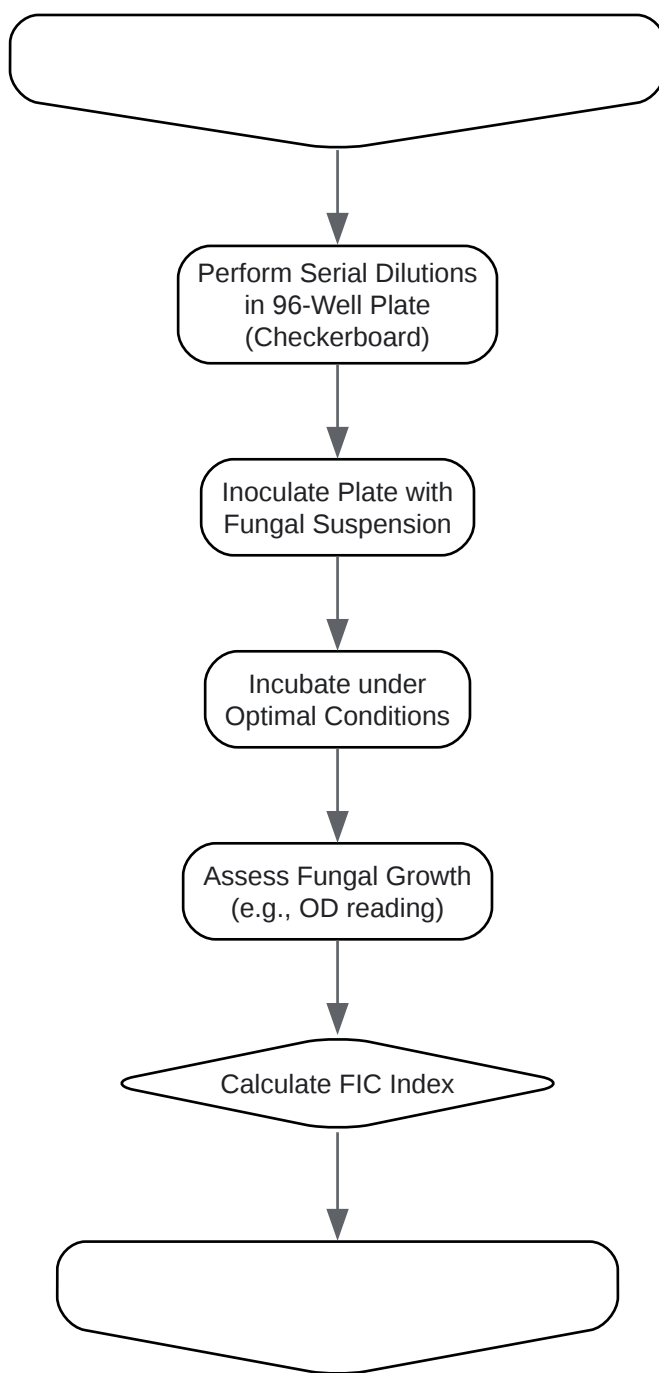 Perform Serial Dilutions
in 96-Well Plate
(Checkerboard)
Inoculate Plate with
Fungal Suspension
Incubate under
Optimal Conditions
Assess Fungal Growth
(e.g., OD reading)
Calculate FIC Index